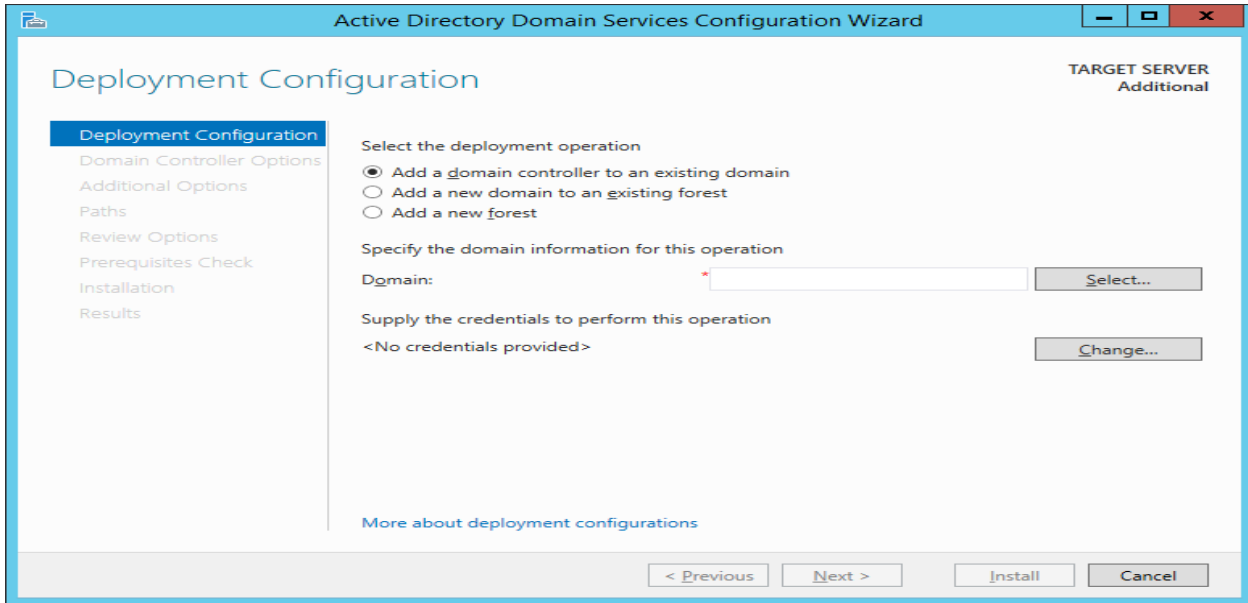 Active Directory Domain Services Configuration Wizard
Deployment Configuration
TARGET SERVER
Additional
Deployment Configuration
Domain Controller Options
Additional Options
Paths
Review Options
Prerequisites Check
Installation
Results
Select the deployment operation
Add a domain controller to an existing domain
Add a new domain to an existing forest
Add a new forest
Specify the domain information for this operation
Domain:
*
Select...
Supply the credentials to perform this operation
<No credentials provided>
Change...
More about deployment configurations
< Previous
Next >
Install
Cancel